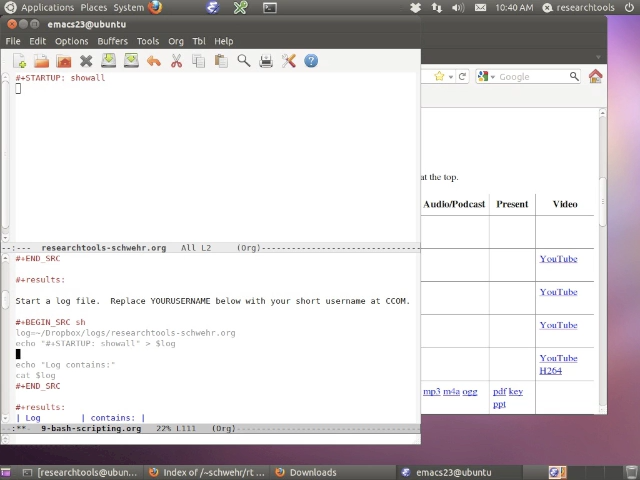 Applications Places System 10:40 AM researchtools
emacs23@ubuntu
File Edit Options Buffers Tools Org Tbl Help
#+STARTUP: showall
Google
at the top.
Audio/Podcast Present Video
YouTube
YouTube
YouTube
YouTube
H264
mp3 m4a ogg pdf key
ppt
--:--- researchtools-schwehr.org All L2 (Org)
#+END_SRC
#+results:
Start a log file. Replace YOURUSERNAME below with your short username at CCOM.
#+BEGIN_SRC sh
log=~/Dropbox/logs/researchtools-schwehr.org
echo "#+STARTUP: showall" > $log
echo "Log contains:"
cat $log
#+END_SRC
#+results:
| Log | contains: |
-:**- 9-bash-scripting.org 22% L111 (Org)
[researchtools@ubun... Index of /~schwehr/rt ... Downloads emacs23@ubuntu